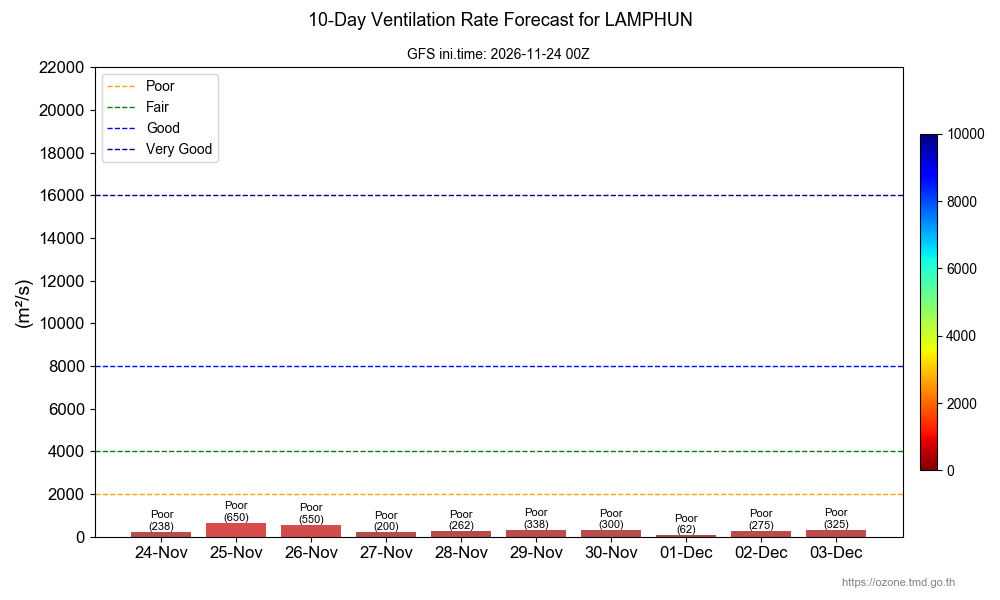 10-Day Ventilation Rate Forecast for LAMPHUN
GFS ini.time: 2026-11-24 00Z
(m²/s)
22000
20000
18000
16000
14000
12000
10000
8000
6000
4000
2000
0
Poor
Fair
Good
Very Good
Poor
(238)
Poor
(650)
Poor
(550)
Poor
(200)
Poor
(262)
Poor
(338)
Poor
(300)
Poor
(62)
Poor
(275)
Poor
(325)
24-Nov
25-Nov
26-Nov
27-Nov
28-Nov
29-Nov
30-Nov
01-Dec
02-Dec
03-Dec
10000
8000
6000
4000
2000
0
https://ozone.tmd.go.th